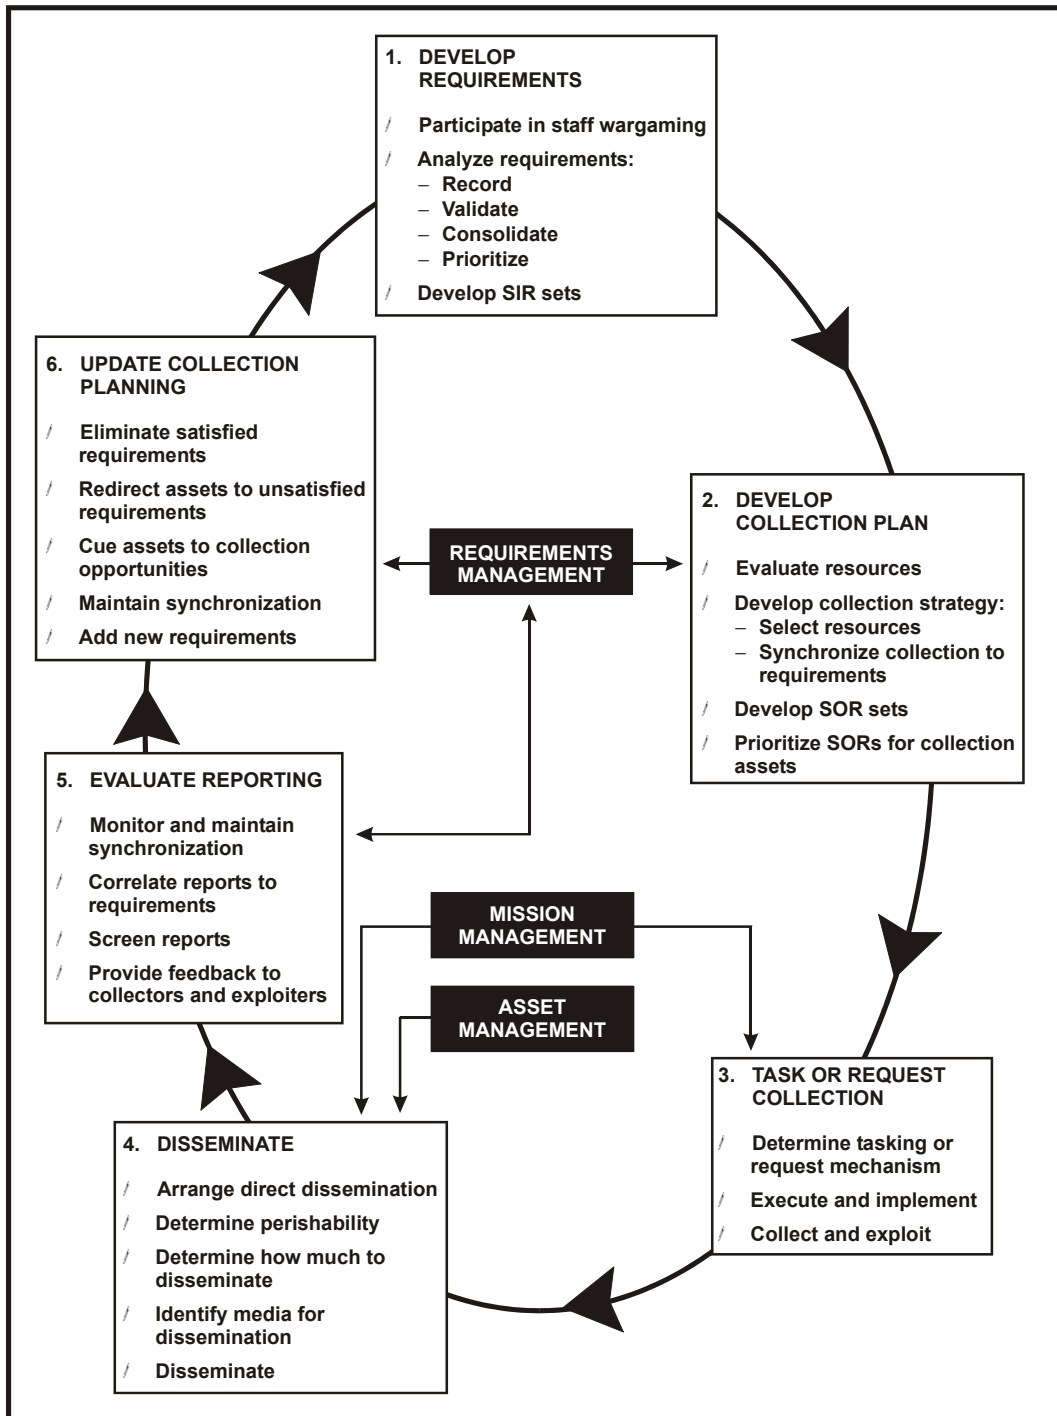 1. DEVELOP
REQUIREMENTS
Participate in staff wargaming
Analyze requirements:
– Record
– Validate
– Consolidate
– Prioritize
Develop SIR sets
6. UPDATE COLLECTION
PLANNING
Eliminate satisfied
requirements
Redirect assets to unsatisfied
requirements
Cue assets to collection
opportunities
Maintain synchronization
Add new requirements
REQUIREMENTS
MANAGEMENT
2. DEVELOP
COLLECTION PLAN
Evaluate resources
Develop collection strategy:
– Select resources
– Synchronize collection to
requirements
Develop SOR sets
Prioritize SORs for collection
assets
5. EVALUATE REPORTING
Monitor and maintain
synchronization
Correlate reports to
requirements
Screen reports
Provide feedback to
collectors and exploiters
MISSION
MANAGEMENT
ASSET
MANAGEMENT
3. TASK OR REQUEST
COLLECTION
Determine tasking or
request mechanism
Execute and implement
Collect and exploit
4. DISSEMINATE
Arrange direct dissemination
Determine perishability
Determine how much to
disseminate
Identify media for
dissemination
Disseminate